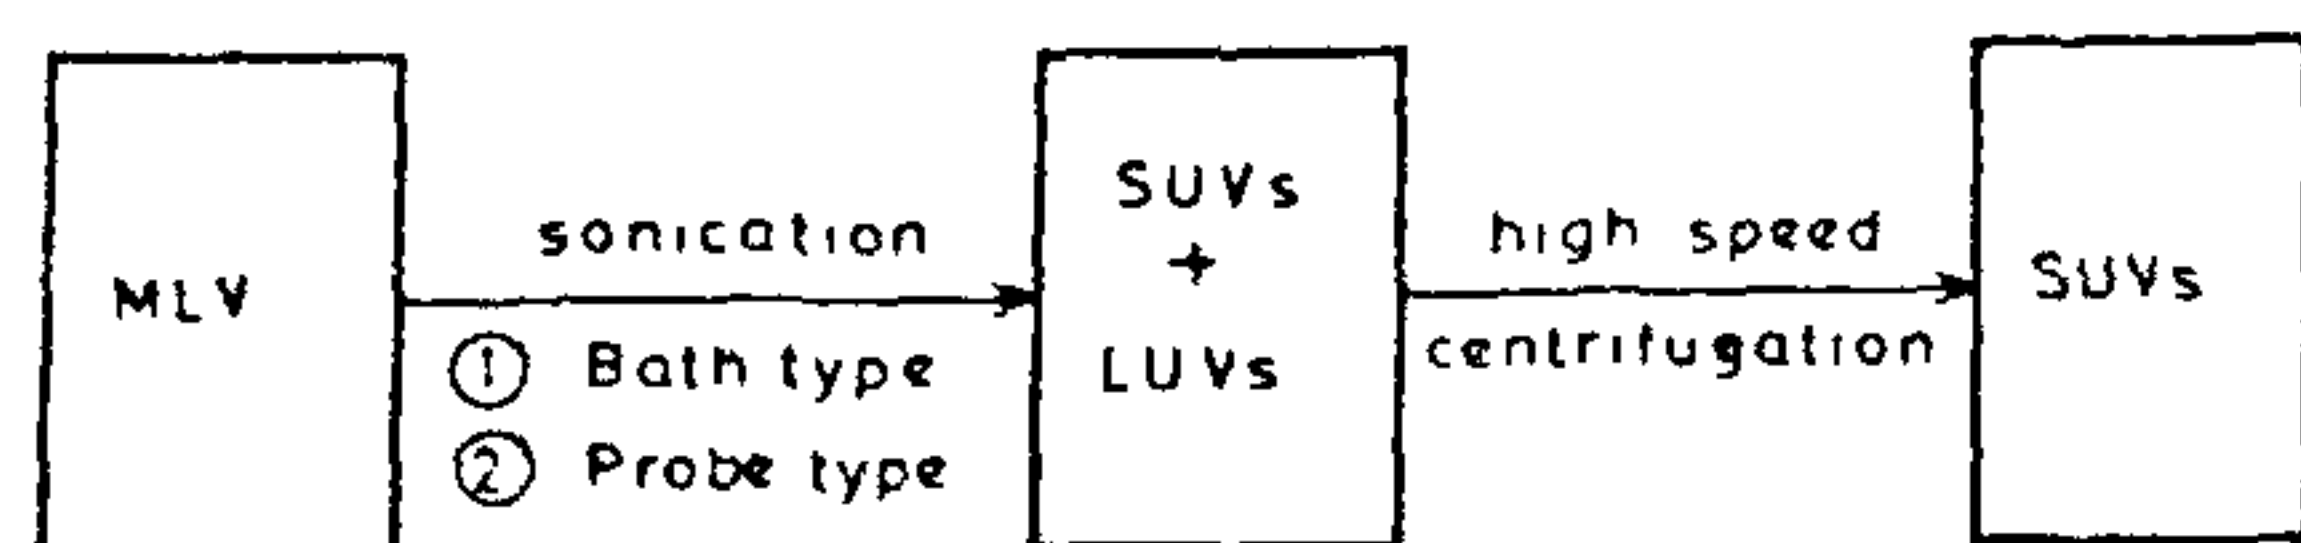 MLV
sonication
① Bath type
② Probe type
SUVs
+
LUVs
high speed
centrifugation
SUVs